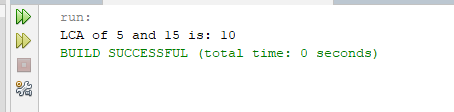 run:
LCA of 5 and 15 is: 10
BUILD SUCCESSFUL (total time: 0 seconds)